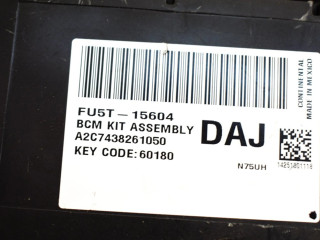 FU5T-15604
BCM KIT ASSEMBLY
A2C7438261050
KEY CODE:60180
DAJ
N75UH
CONTINENTAL
MADE IN MEXICO